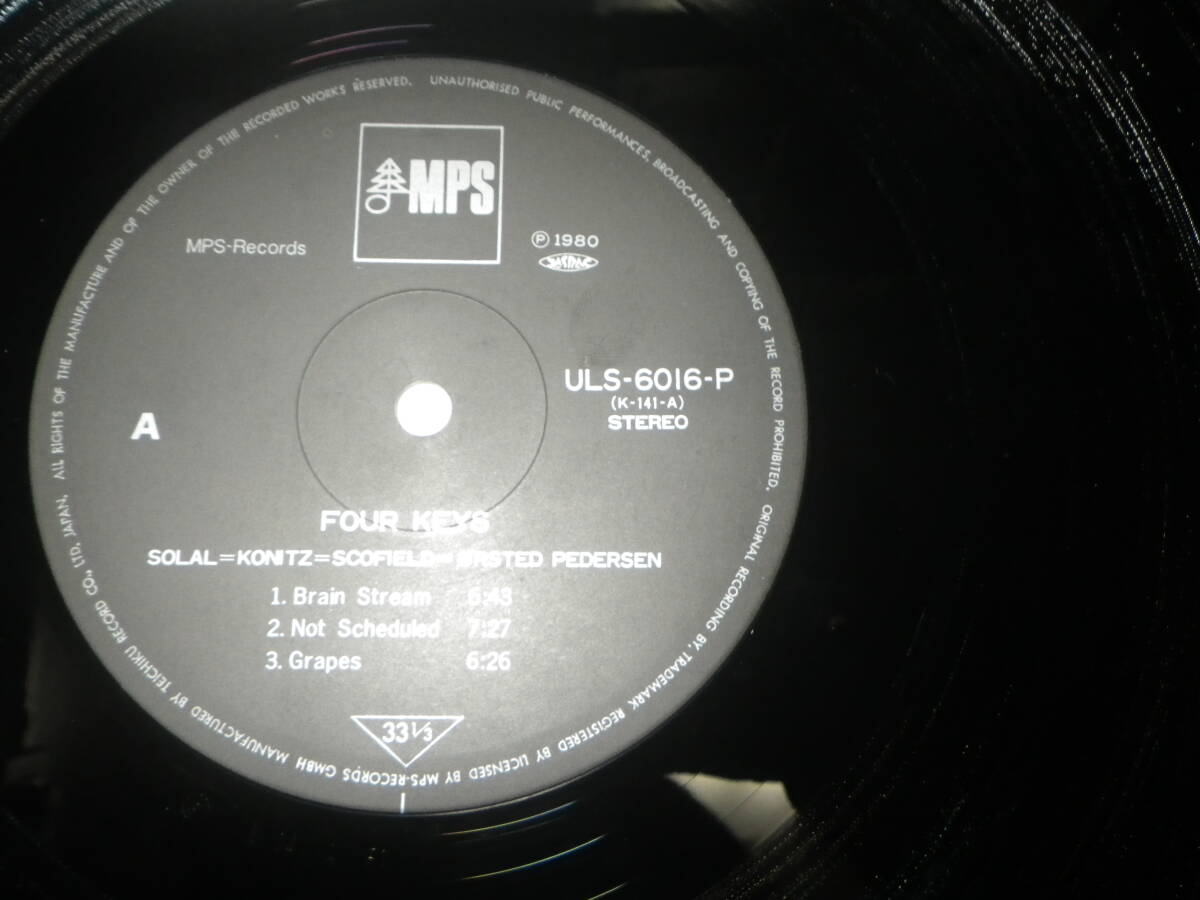 MPS
MPS-Records
Ⓟ 1980
JASRAC
A
ULS-6016-P
(K-141-A)
STEREO
FOUR KEYS
SOLAL=KONITZ=SCOFIELD=ØRSTED PEDERSEN
1. Brain Stream 6:43
2. Not Scheduled 7:27
3. Grapes 6:26
33 1/3
MANUFACTURED BY TEICHIKU RECORD CO., LTD. JAPAN. ALL RIGHTS OF THE MANUFACTURE AND OF THE OWNER OF THE RECORDED WORKS RESERVED. UNAUTHORISED PUBLIC PERFORMANCES, BROADCASTING AND COPYING OF THE RECORD PROHIBITED. ORIGINAL RECORDING BY, TRADEMARK REGISTERED BY LICENSED BY MPS-RECORDS GMBH